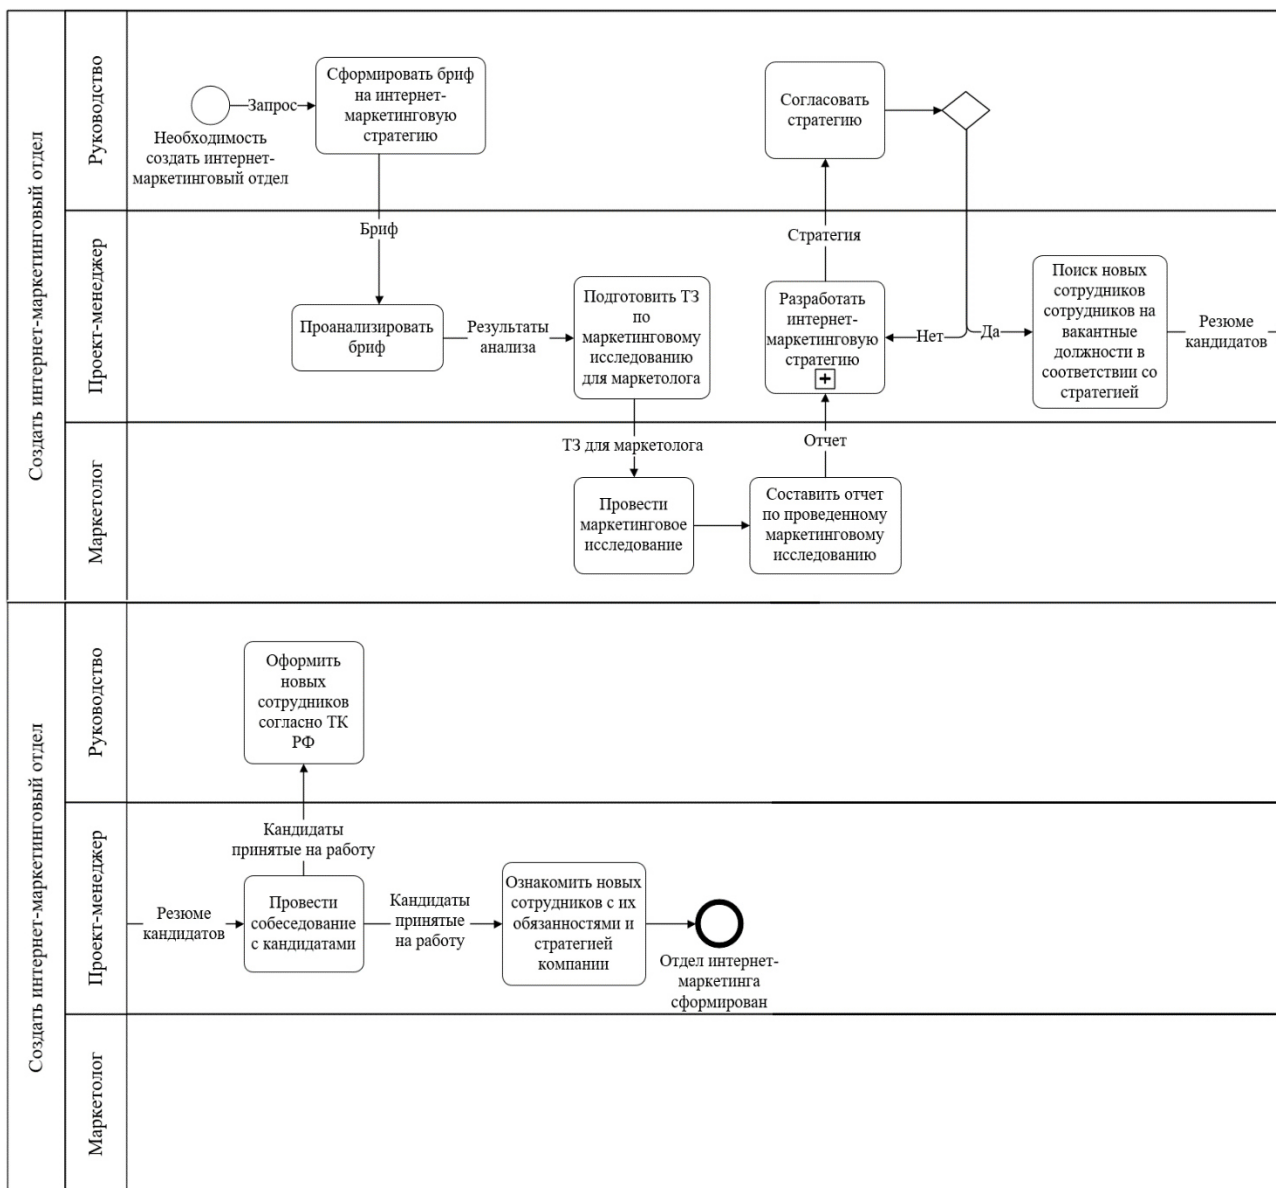 Создать интернет-маркетинговый отдел
Руководство
Запрос
Необходимость
создать интернет-
маркетинговый отдел
Сформировать бриф
на интернет-
маркетинговую
стратегию
Согласовать
стратегию
Проект-менеджер
Бриф
Проанализировать
бриф
Результаты
анализа
Подготовить ТЗ
по
маркетинговому
исследованию
для маркетолога
Стратегия
Разработать
интернет-
маркетинговую
стратегию
Нет
Да
Поиск новых
сотрудников
сотрудников на
вакантные
должности в
соответствии со
стратегией
Резюме
кандидатов
Маркетолог
ТЗ для маркетолога
Провести
маркетинговое
исследование
Отчет
Составить отчет
по проведенному
маркетинговому
исследованию
Создать интернет-маркетинговый отдел
Руководство
Оформить
новых
сотрудников
согласно ТК
РФ
Проект-менеджер
Кандидаты
принятые на работу
Резюме
кандидатов
Провести
собеседование
с кандидатами
Кандидаты
принятые
на работу
Ознакомить новых
сотрудников с их
обязанностями и
стратегией
компании
Отдел интернет-
маркетинга
сформирован
Маркетолог